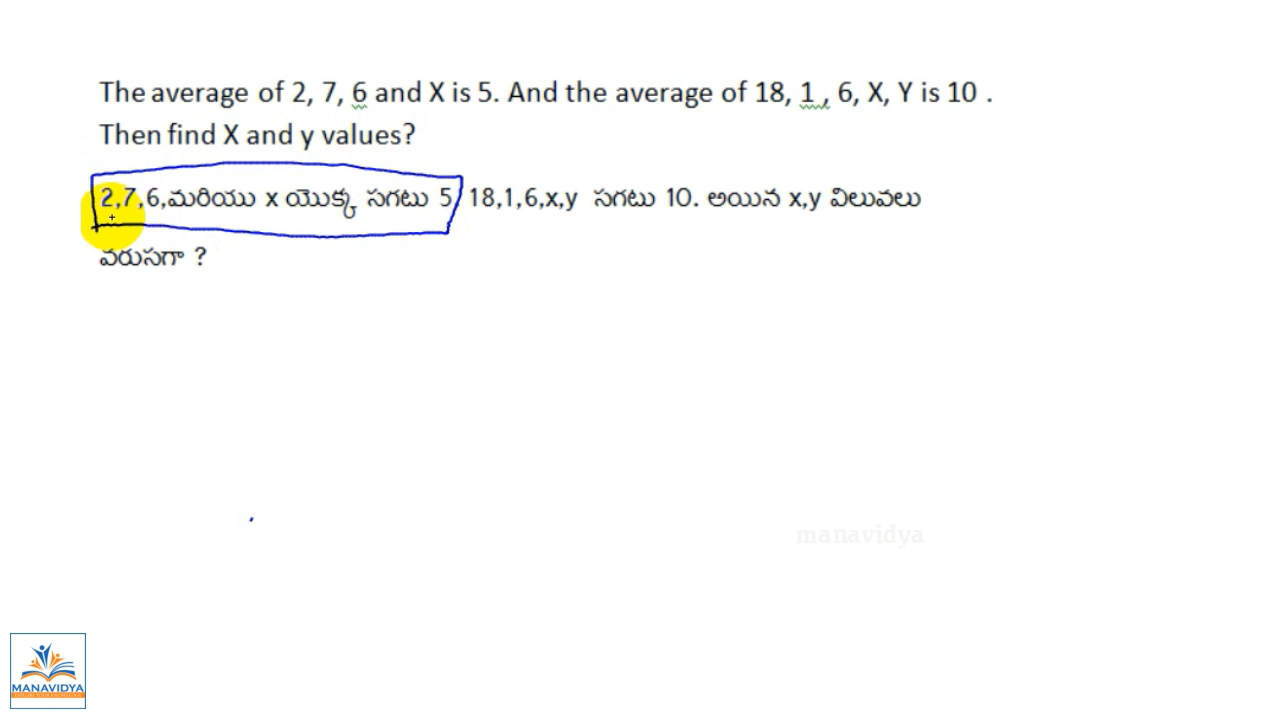 The average of 2, 7, 6 and X is 5. And the average of 18, 1 , 6, X, Y is 10 .
Then find X and y values?
2,7,6,మరియు x యొక్క సగటు 5, 18,1,6,x,y సగటు 10. అయిన x,y విలువలు
వరుసగా ?
manavidya
MANAVIDYA